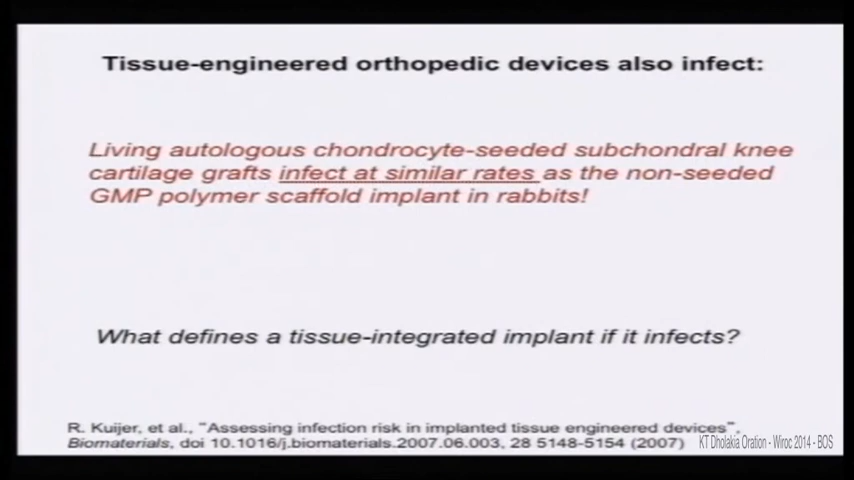 Tissue-engineered orthopedic devices also infect:
Living autologous chondrocyte-seeded subchondral knee
cartilage grafts infect at similar rates as the non-seeded
GMP polymer scaffold implant in rabbits!
What defines a tissue-integrated implant if it infects?
R. Kuijer, et al., "Assessing infection risk in implanted tissue engineered devices",
Biomaterials, doi 10.1016/j.biomaterials.2007.06.003, 28 5148-5154 (2007)
KT Dholakia Oration - Wiroc 2014 - BOS